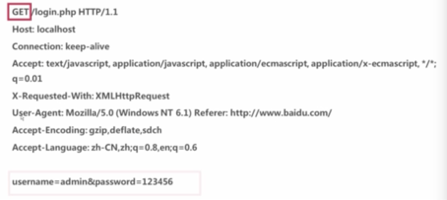 GET/login.php HTTP/1.1
Host: localhost
Connection: keep-alive
Accept: text/javascript, application/javascript, application/ecmascript, application/x-ecmascript, */*;
q=0.01
X-Requested-With: XMLHttpRequest
User-Agent: Mozilla/5.0 (Windows NT 6.1) Referer: http://www.baidu.com/
Accept-Encoding: gzip,deflate,sdch
Accept-Language: zh-CN,zh;q=0.8,en;q=0.6
username=admin&password=123456